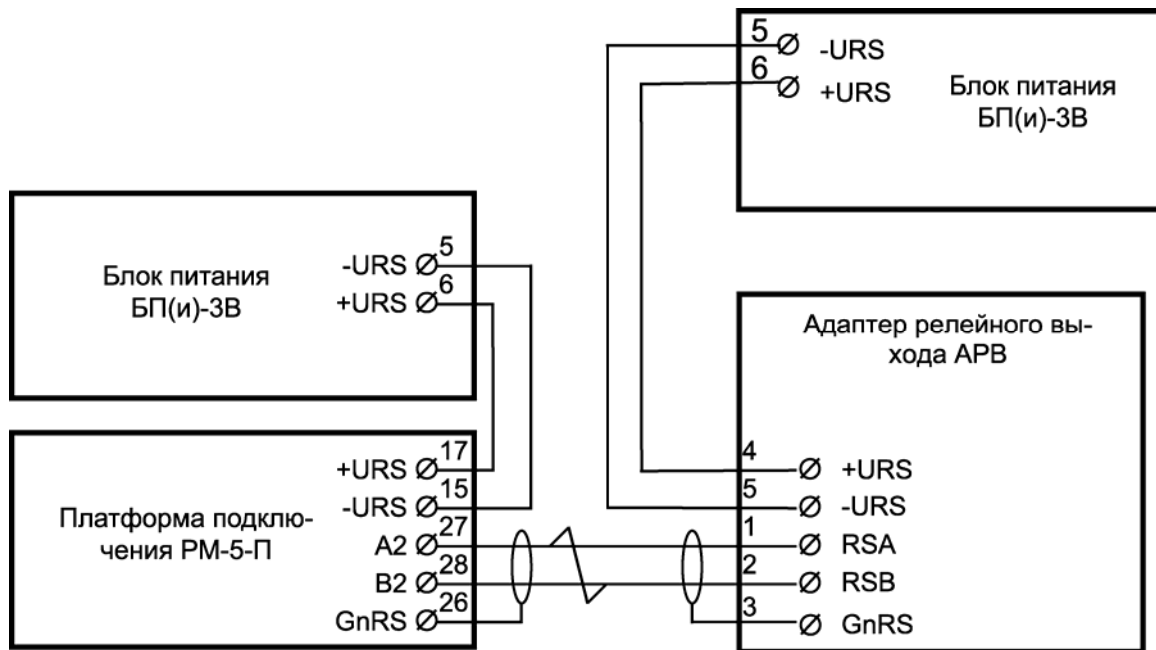 5
-URS
6
+URS
Блок питания
БП(и)-3В
Блок питания
БП(и)-3В
-URS
5
+URS
6
Платформа подклю-
чения РМ-5-П
+URS
17
-URS
15
A2
27
B2
28
GnRS
26
Адаптер релейного вы-
хода АРВ
4
+URS
5
-URS
1
RSA
2
RSB
3
GnRS